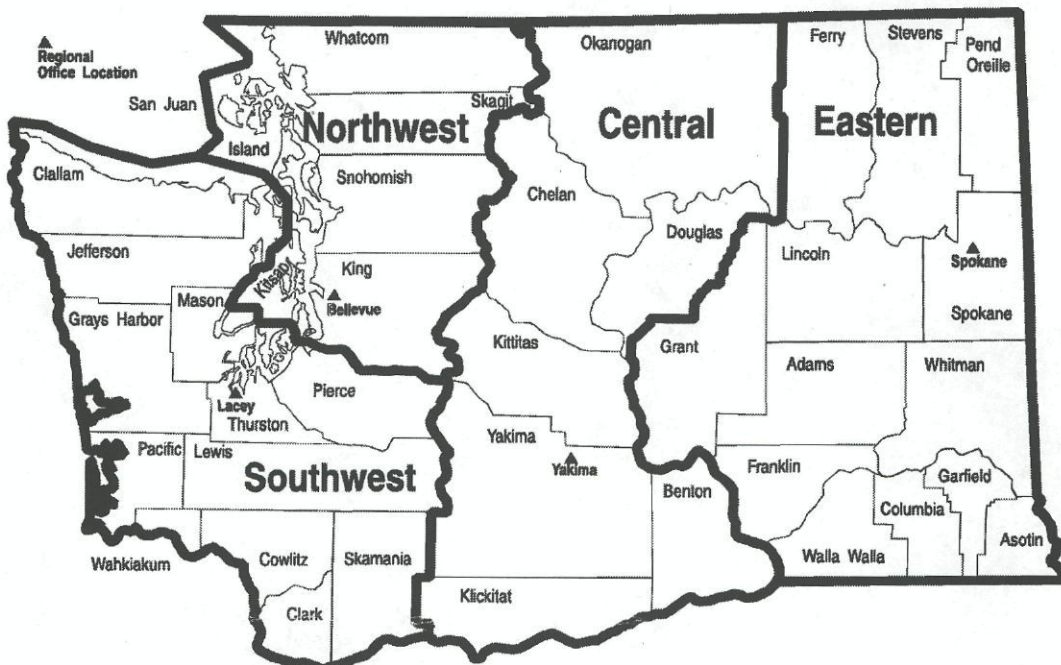 Regional
Office Location
San Juan
Whatcom
Skagit
Northwest
Island
Snohomish
King
Bellevue
Kitsap
Okanogan
Central
Chelan
Douglas
Kittitas
Yakima
Yakima
Benton
Klickitat
Ferry
Stevens
Pend
Oreille
Eastern
Lincoln
Spokane
Spokane
Grant
Adams
Whitman
Franklin
Garfield
Columbia
Walla Walla
Asotin
Clallam
Jefferson
Mason
Grays Harbor
Pierce
Lacey
Thurston
Pacific
Lewis
Southwest
Wahkiakum
Cowlitz
Skamania
Clark